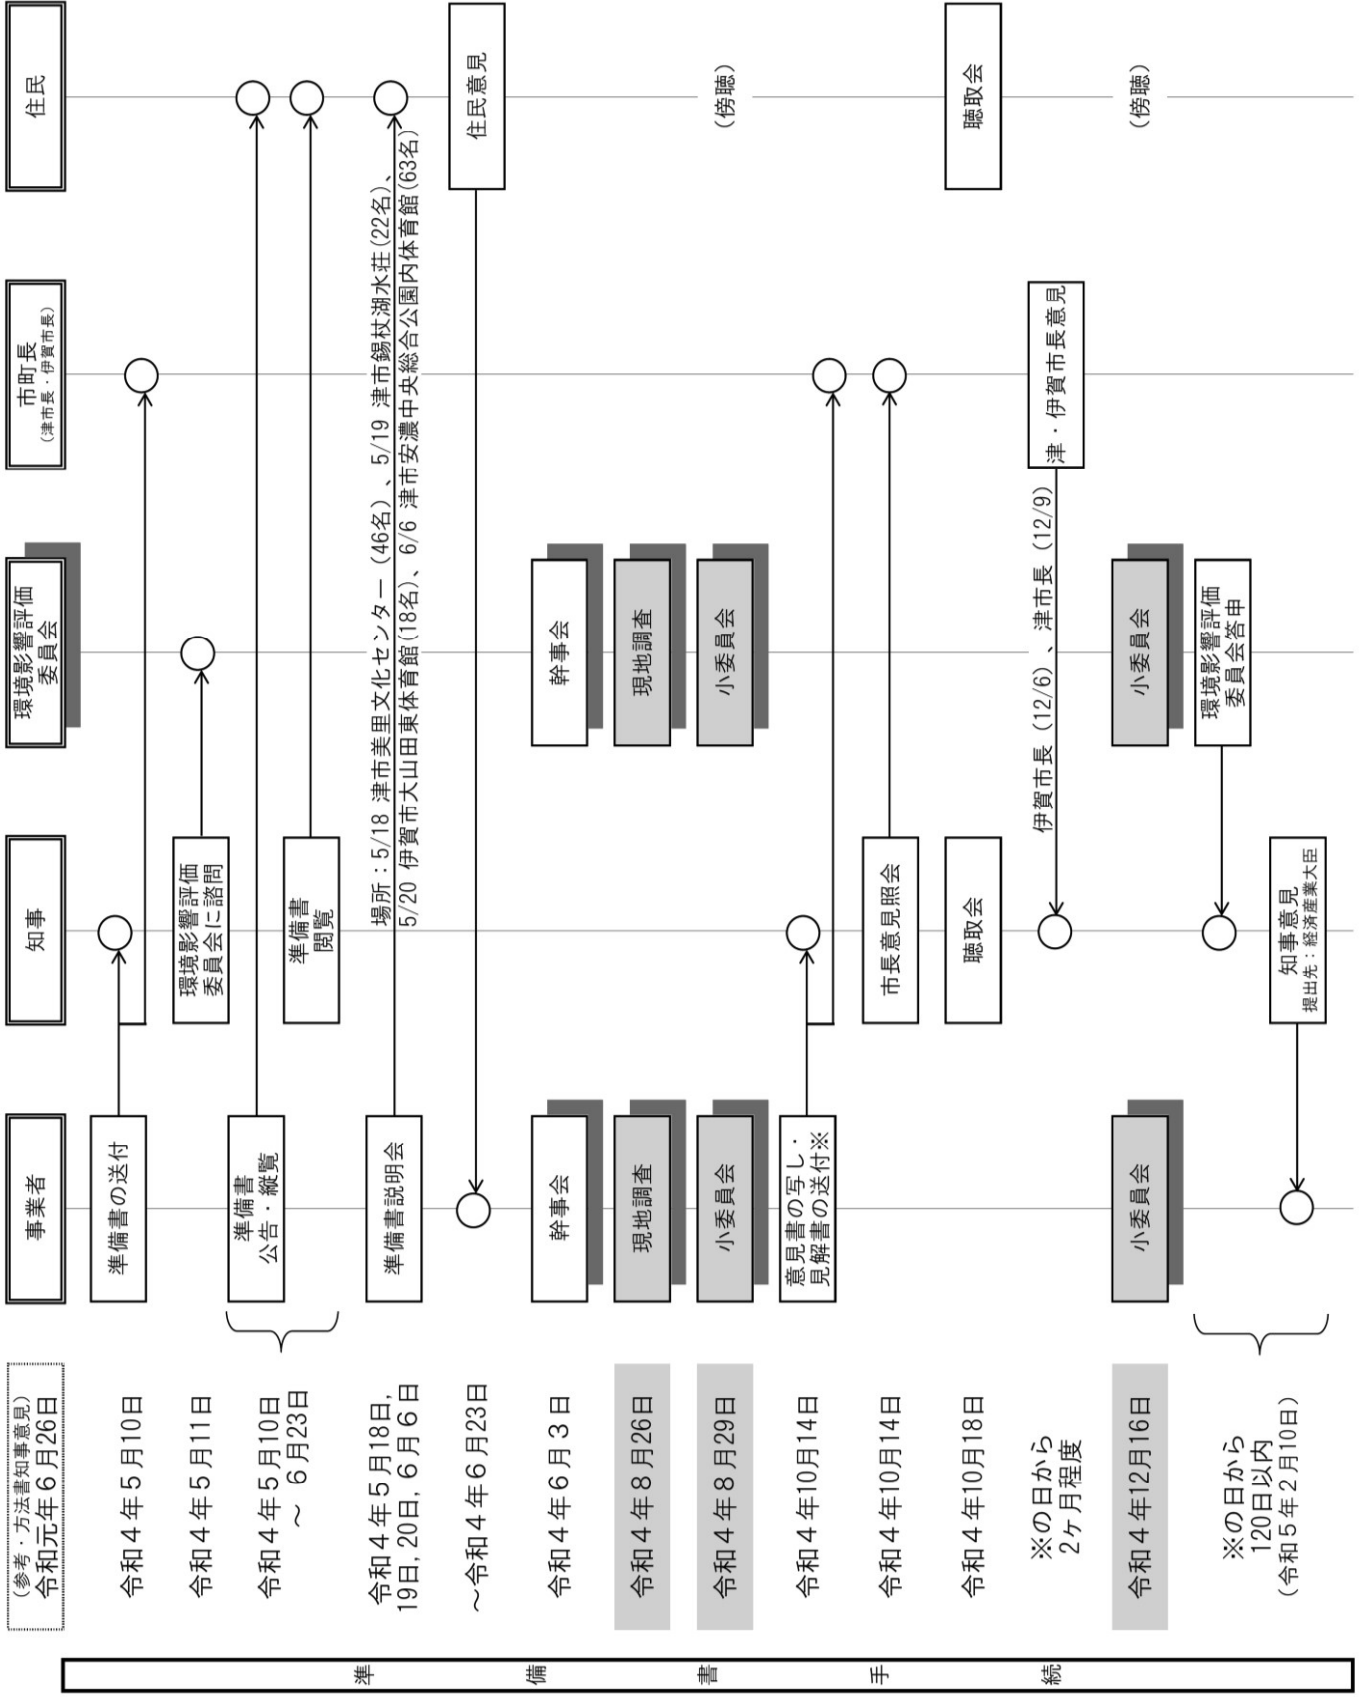 (参考・方法書知事意見)
令和元年6月26日
事業者
知事
環境影響評価
委員会
市町長
(津市長・伊賀市長)
住民
準備書手続
令和4年5月10日
準備書の送付
令和4年5月11日
環境影響評価
委員会に諮問
令和4年5月10日
～ 6月23日
準備書
公告・縦覧
準備書
閲覧
令和4年5月18日,
19日, 20日, 6月6日
準備書説明会
場所：5/18 津市美里文化センター (46名)、5/19 津市錫杖湖水荘(22名)、
5/20 伊賀市大山田東体育館(18名)、6/6 津市安濃中央総合公園内体育館(63名)
～令和4年6月23日
住民意見
令和4年6月3日
幹事会
幹事会
令和4年8月26日
現地調査
現地調査
令和4年8月29日
小委員会
小委員会
(傍聴)
令和4年10月14日
意見書の写し・
見解書の送付※
令和4年10月14日
市長意見照会
令和4年10月18日
聴取会
聴取会
※の日から
2ヶ月程度
伊賀市長 (12/6)、津市長 (12/9)
津・伊賀市長意見
令和4年12月16日
小委員会
小委員会
(傍聴)
※の日から
120日以内
(令和5年2月10日)
環境影響評価
委員会答申
知事意見
提出先：経済産業大臣